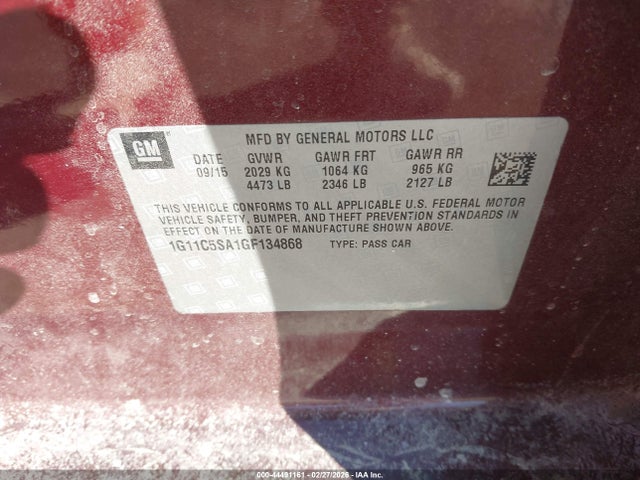 GM
MFD BY GENERAL MOTORS LLC
DATE GVWR GAWR FRT GAWR RR
09/15 2029 KG 1064 KG 965 KG
4473 LB 2346 LB 2127 LB
THIS VEHICLE CONFORMS TO ALL APPLICABLE U.S. FEDERAL MOTOR
VEHICLE SAFETY, BUMPER, AND THEFT PREVENTION STANDARDS IN
EFFECT ON THE DATE OF MANUFACTURE SHOWN ABOVE.
1G11C5SA1GF134868 TYPE: PASS CAR
000-44491161 - 02/27/2026 - IAA Inc.